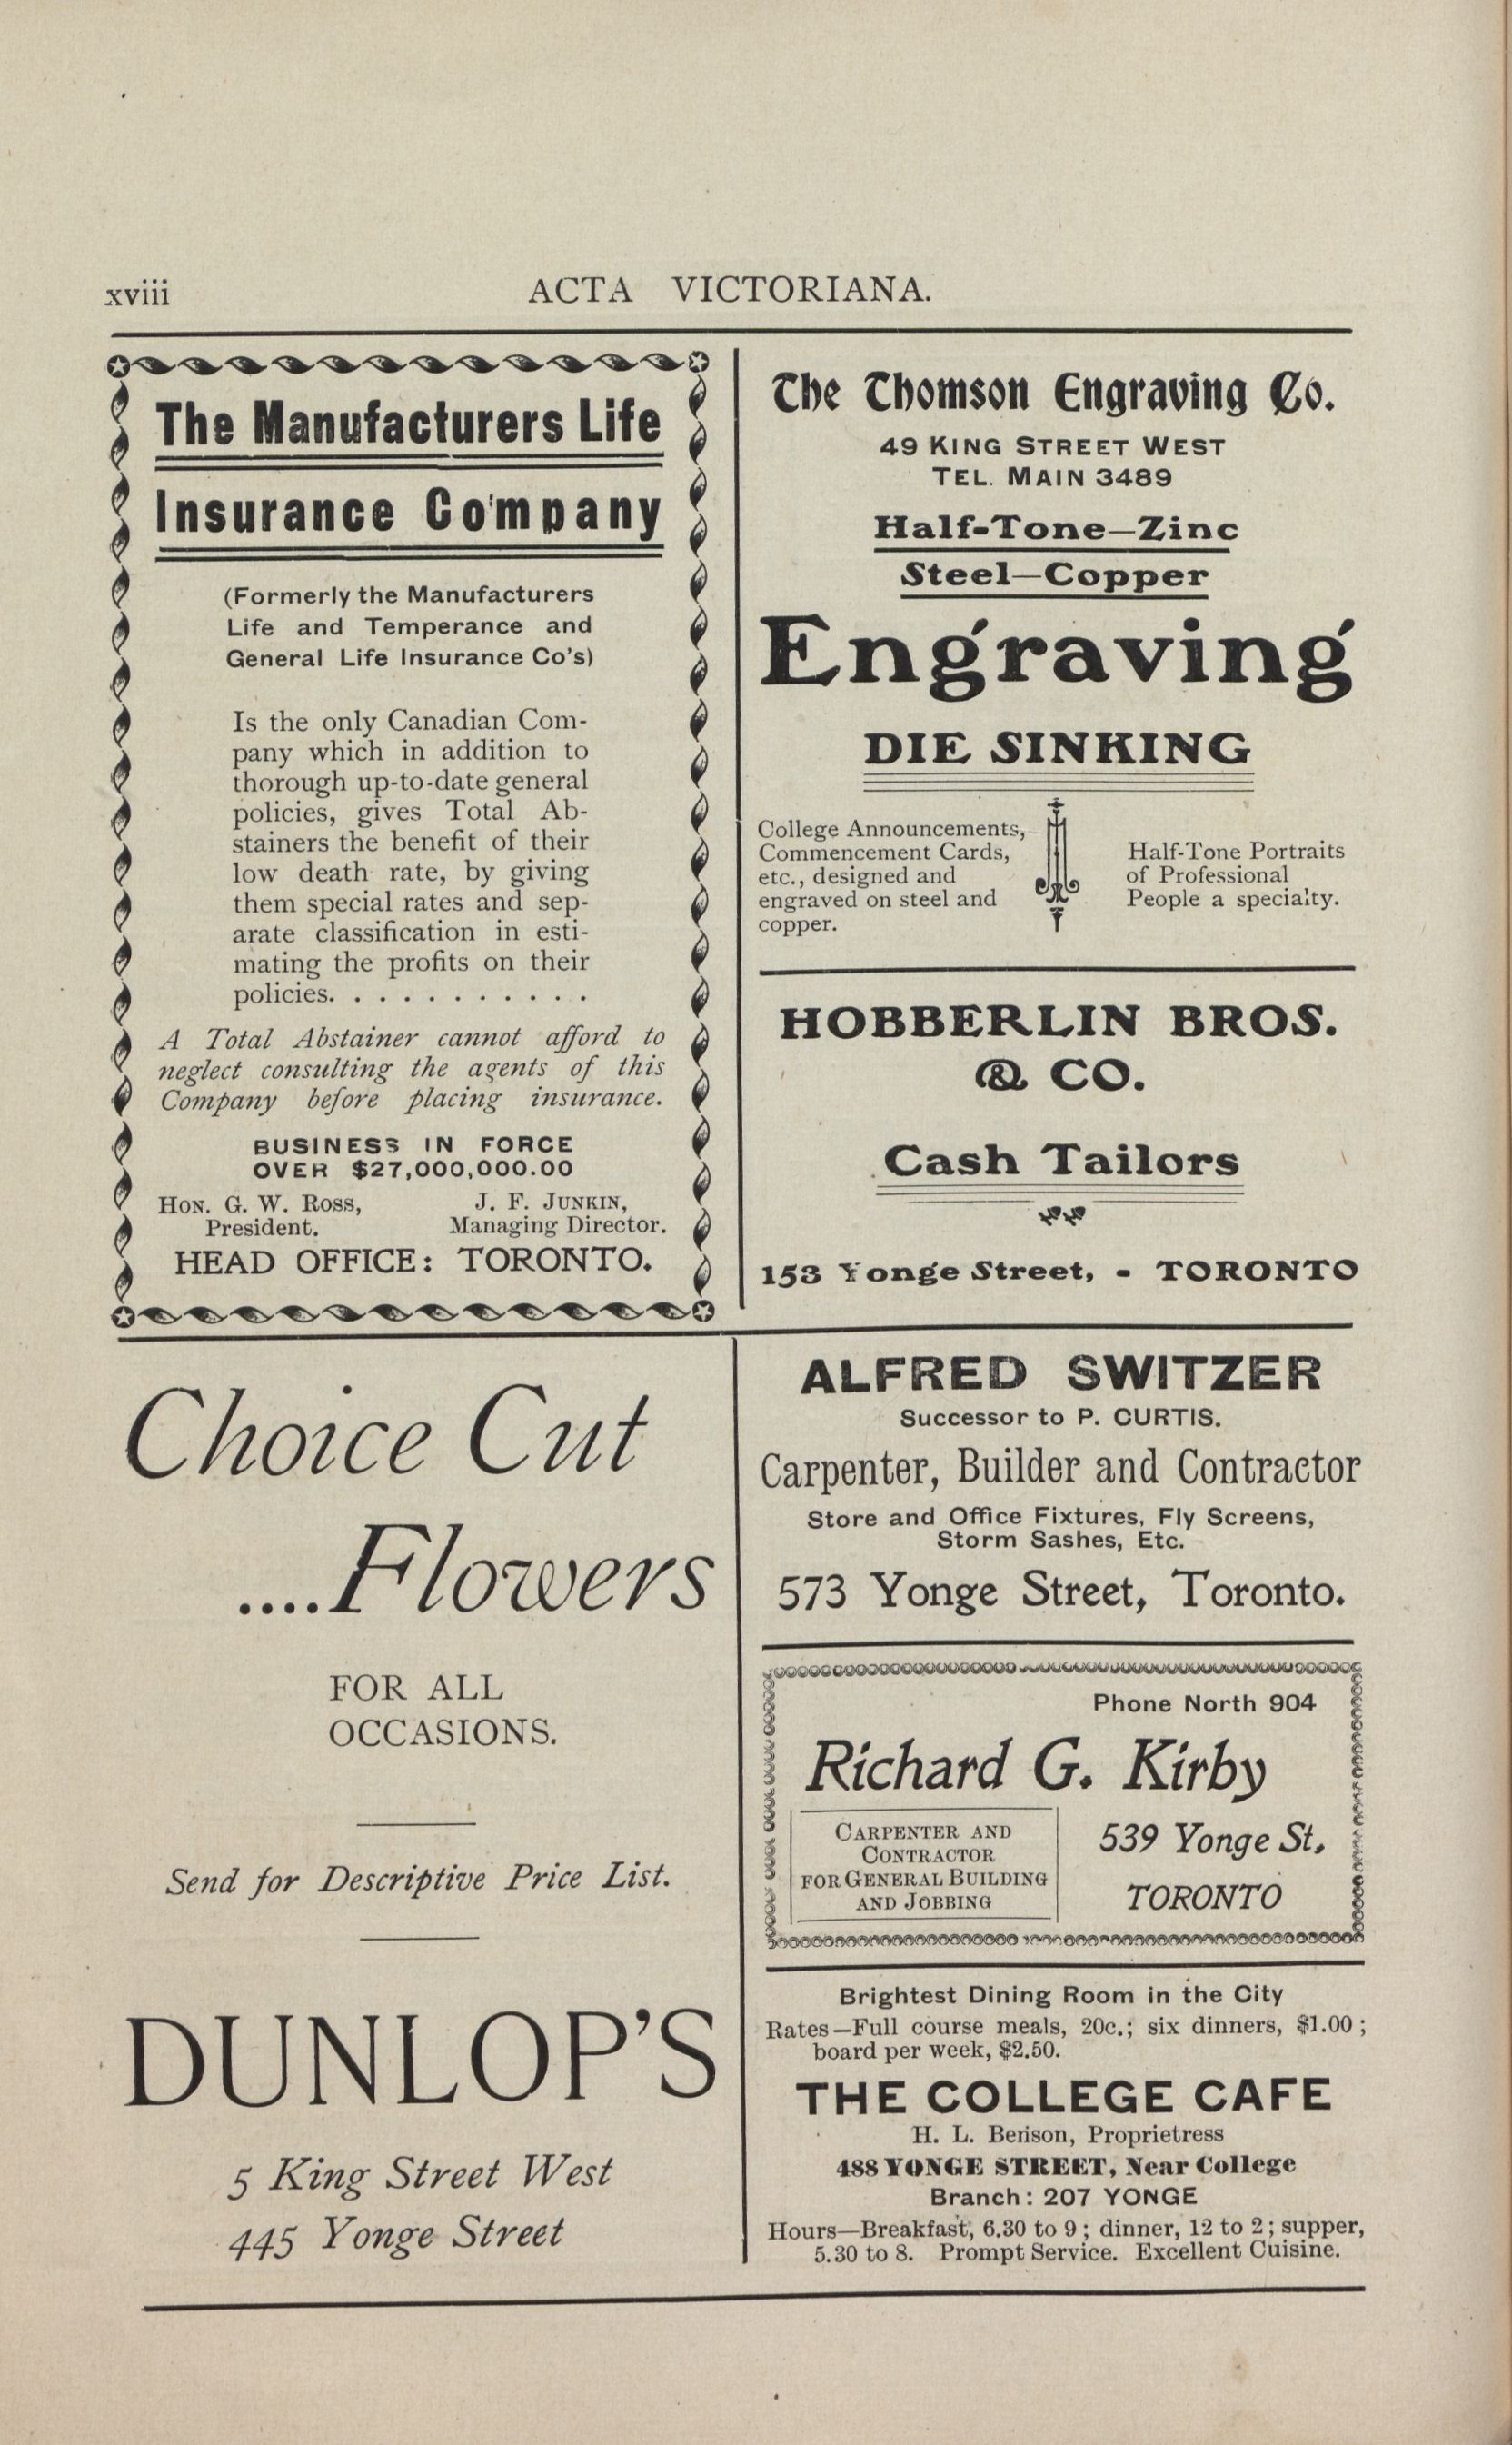 xviii
ACTA VICTORIANA.
The Manufacturers Life
Insurance Company
(Formerly the Manufacturers
Life and Temperance and
General Life Insurance Co's)
Is the only Canadian Com-
pany which in addition to
thorough up-to-date general
policies, gives Total Ab-
stainers the benefit of their
low death rate, by giving
them special rates and sep-
arate classification in esti-
mating the profits on their
policies. . . . . . . . . . .
A Total Abstainer cannot afford to
neglect consulting the agents of this
Company before placing insurance.
BUSINESS IN FORCE
OVER $27,000,000.00
HON. G. W. ROSS,
President.
J. F. JUNKIN,
Managing Director.
HEAD OFFICE: TORONTO.
The Thomson Engraving Co.
49 KING STREET WEST
TEL. MAIN 3489
Half-Tone—Zinc
Steel—Copper
Engraving
DIE SINKING
College Announcements,
Commencement Cards,
etc., designed and
engraved on steel and
copper.
Half-Tone Portraits
of Professional
People a specialty.
HOBBERLIN BROS.
& CO.
Cash Tailors
153 Yonge Street, - TORONTO
Choice Cut
....Flowers
FOR ALL
OCCASIONS.
Send for Descriptive Price List.
DUNLOP'S
5 King Street West
445 Yonge Street
ALFRED SWITZER
Successor to P. CURTIS.
Carpenter, Builder and Contractor
Store and Office Fixtures, Fly Screens,
Storm Sashes, Etc.
573 Yonge Street, Toronto.
Phone North 904
Richard G. Kirby
CARPENTER AND
CONTRACTOR
FOR GENERAL BUILDING
AND JOBBING
539 Yonge St,
TORONTO
Brightest Dining Room in the City
Rates—Full course meals, 20c.; six dinners, $1.00;
board per week, $2.50.
THE COLLEGE CAFE
H. L. Benson, Proprietress
488 YONGE STREET, Near College
Branch: 207 YONGE
Hours—Breakfast, 6.30 to 9; dinner, 12 to 2; supper,
5.30 to 8. Prompt Service. Excellent Cuisine.